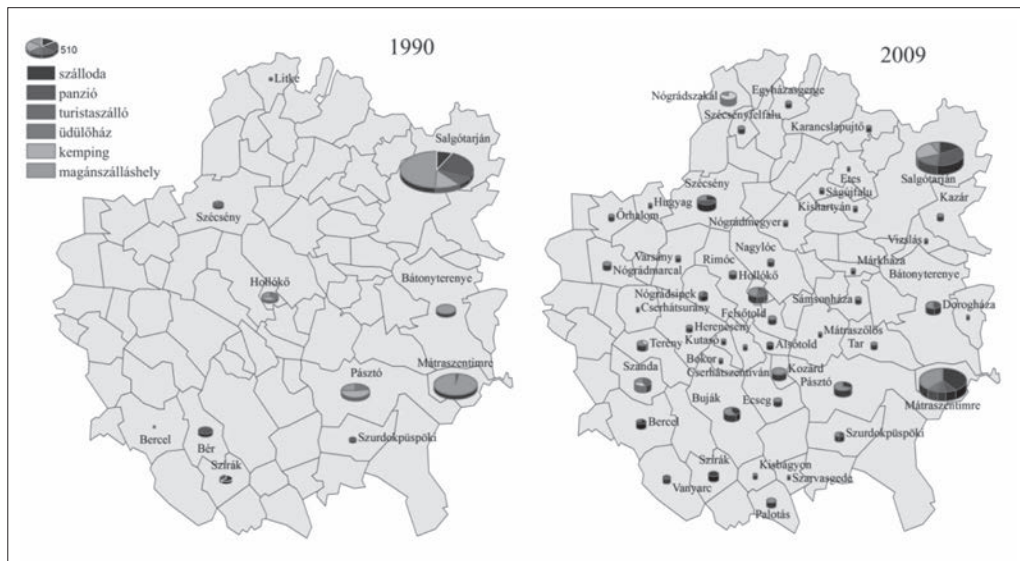 510
szálloda
panzió
turistaszálló
üdülőház
kemping
magánszálláshely
1990
Litke
Salgótarján
Szécsény
Hollókő
Bátonyterenye
Mátraszentimre
Pásztó
Bercel
Bér
Szurdokpüspöki
Szirák
2009
Nógrádszakál
Egyházasgerge
Szécsényfelfalu
Karancslapujtő
Salgótarján
Etes
Ságújfalu
Kazár
Szécsény
Kishartyán
Hugyag
Őrhalom
Nógrádmegyer
Vizslás
Nagylóc
Varsány
Rimóc
Márkháza
Nógrádmarcal
Hollókő
Bátonyterenye
Nógrádsipek
Sámsonháza
Dorogháza
Cserhátsurány
Felsőtold
Herencsény
Mátraszőlős
Kutasó
Alsótold
Tar
Terény
Bokor
Cserhátszentiván
Kozárd
Szanda
Pásztó
Mátraszentimre
Buják
Ecseg
Bercel
Szurdokpüspöki
Szirák
Kisbágyon
Szarvasgede
Vanyarc
Palotás